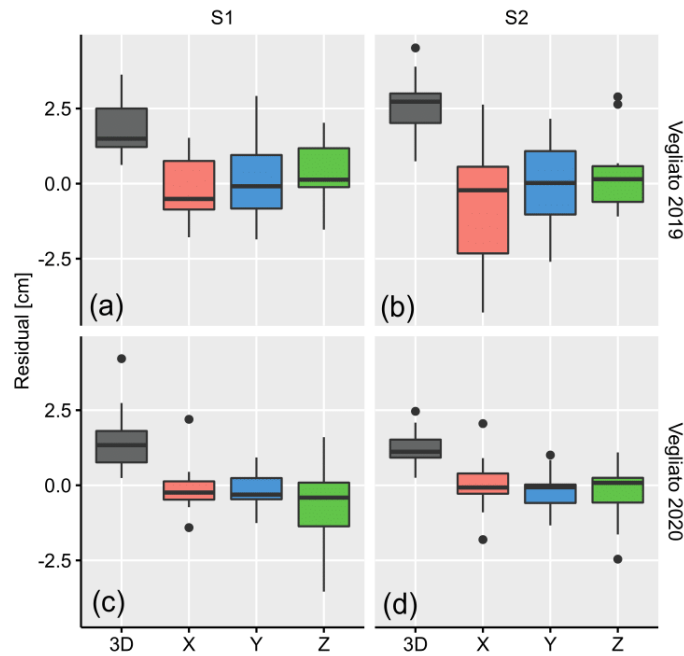 S1 S2
2.5
0.0
-2.5
(a) (b)
Vegliato 2019
Residual [cm]
2.5
0.0
-2.5
(c) (d)
Vegliato 2020
3D X Y Z 3D X Y Z